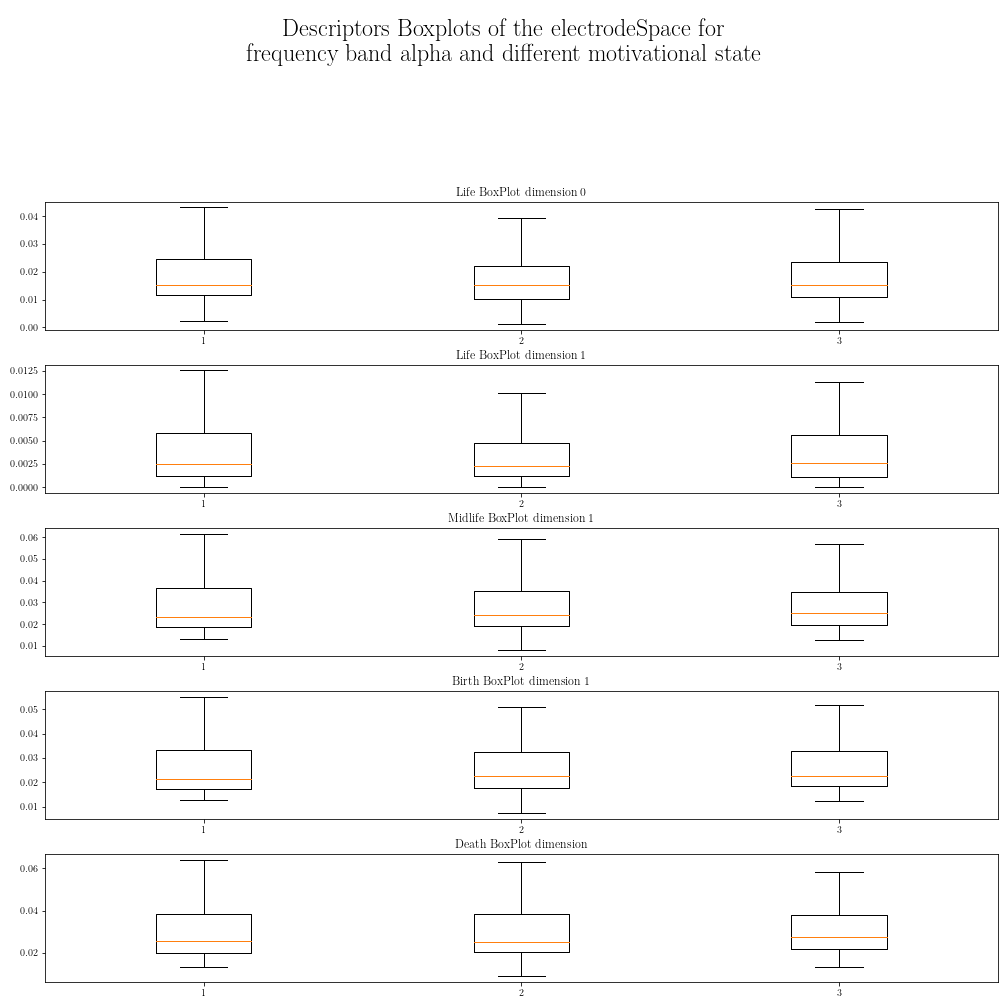 Descriptors Boxplots of the electrodeSpace for
frequency band alpha and different motivational state
Life BoxPlot dimension 0
0.04
0.03
0.02
0.01
0.00
1 2 3
Life BoxPlot dimension 1
0.0125
0.0100
0.0075
0.0050
0.0025
0.0000
1 2 3
Midlife BoxPlot dimension 1
0.06
0.05
0.04
0.03
0.02
0.01
1 2 3
Birth BoxPlot dimension 1
0.05
0.04
0.03
0.02
0.01
1 2 3
Death BoxPlot dimension
0.06
0.04
0.02
1 2 3